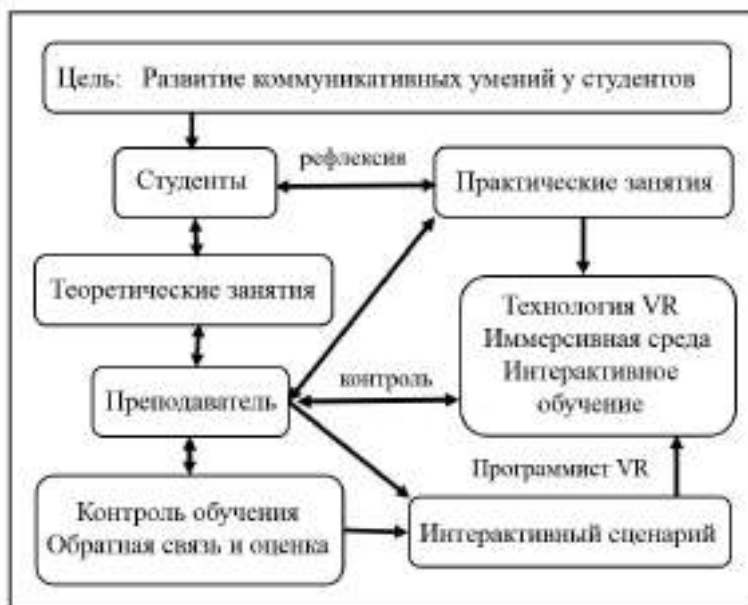 Цель: Развитие коммуникативных умений у студентов
рефлексия
Студенты
Практические занятия
Теоретические занятия
Технология VR
Иммерсивная среда
Интерактивное
обучение
контроль
Преподаватель
Программист VR
Контроль обучения
Обратная связь и оценка
Интерактивный сценарий